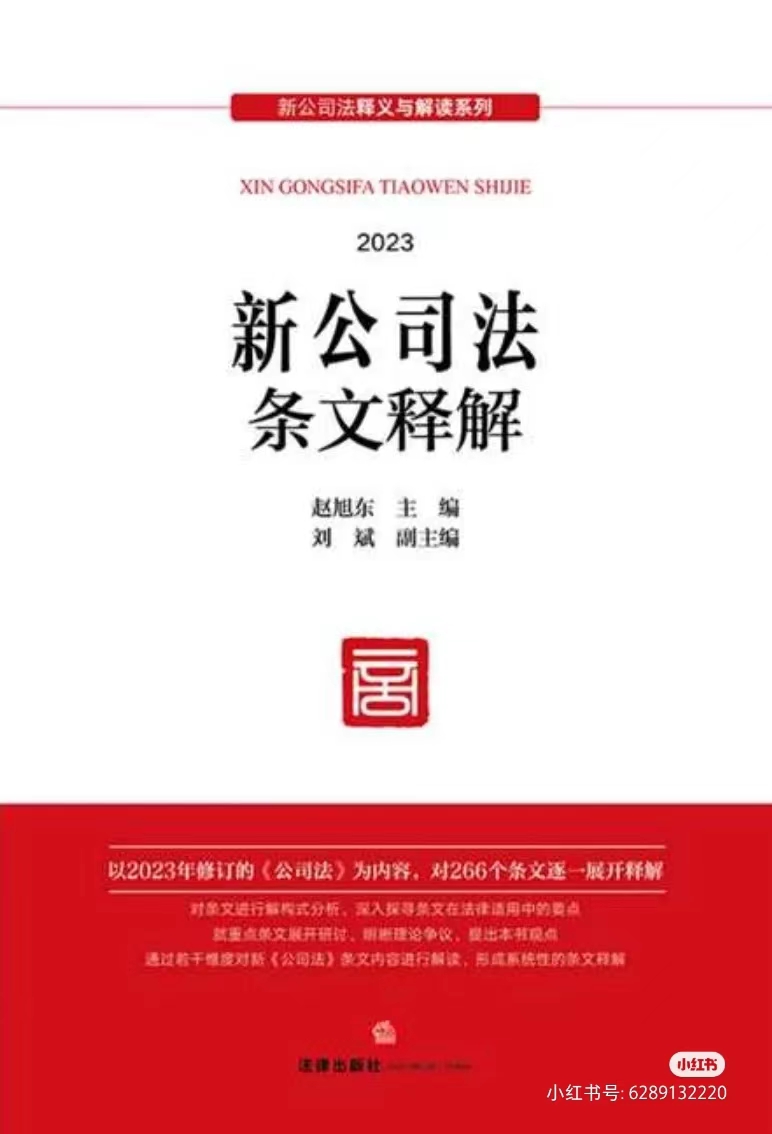 新公司法释义与解读系列
XIN GONGSIFA TIAOWEN SHIJIE
2023
新公司法
条文释解
赵旭东 主 编
刘 斌 副主编
以2023年修订的《公司法》为内容，对266个条文逐一展开释解
对条文进行解构式分析，深入探寻条文在法律适用中的要点
就重点条文展开研讨，明晰理论争议，提出本书观点
通过若干维度对新《公司法》条文内容进行解读，形成系统性的条文释解
法律出版社
小红书
小红书号: 6289132220